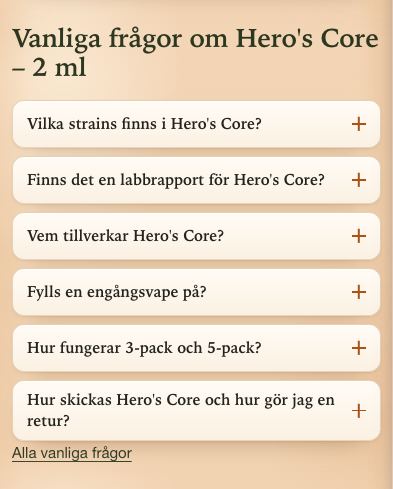 Vanliga frågor om Hero's Core
– 2 ml
Vilka strains finns i Hero's Core?
Finns det en labbrapport för Hero's Core?
Vem tillverkar Hero's Core?
Fylls en engångsvape på?
Hur fungerar 3-pack och 5-pack?
Hur skickas Hero's Core och hur gör jag en
retur?
Alla vanliga frågor